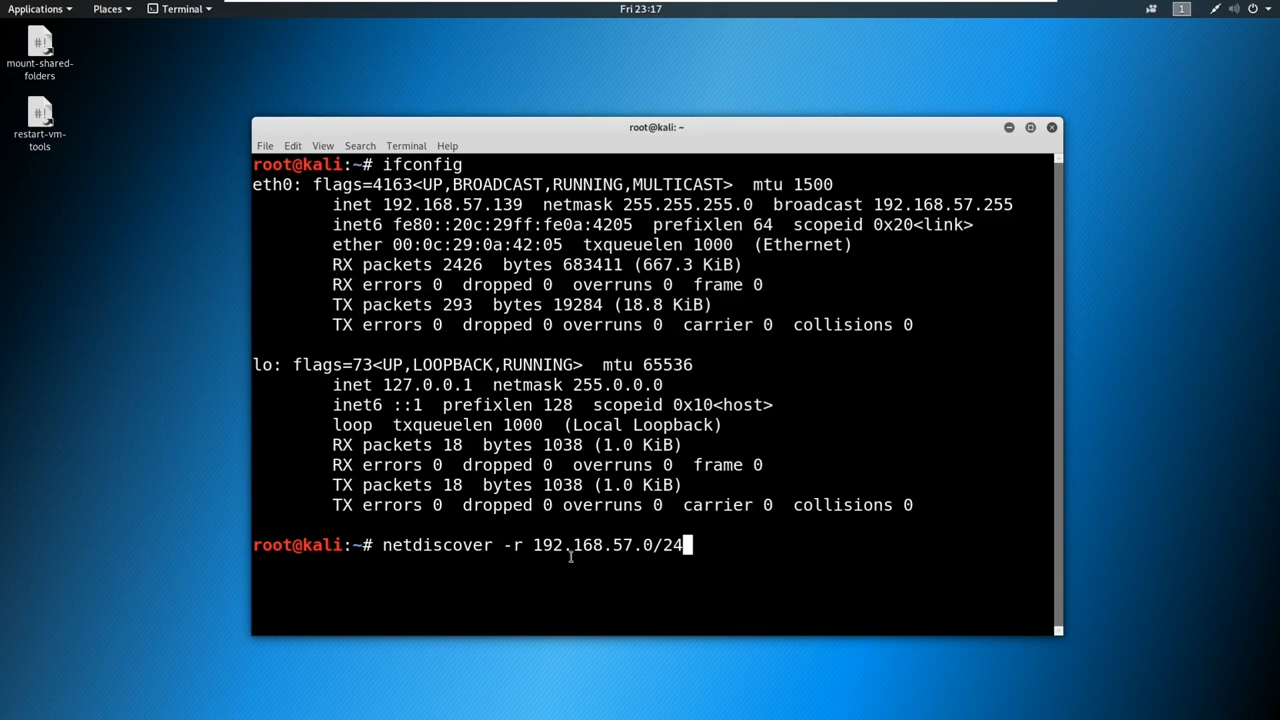 Applications Places Terminal Fri 23:17 1
mount-shared-
folders
restart-vm-
tools
root@kali: ~
File Edit View Search Terminal Help
root@kali:~# ifconfig
eth0: flags=4163<UP,BROADCAST,RUNNING,MULTICAST>  mtu 1500
        inet 192.168.57.139  netmask 255.255.255.0  broadcast 192.168.57.255
        inet6 fe80::20c:29ff:fe0a:4205  prefixlen 64  scopeid 0x20<link>
        ether 00:0c:29:0a:42:05  txqueuelen 1000  (Ethernet)
        RX packets 2426  bytes 683411 (667.3 KiB)
        RX errors 0  dropped 0  overruns 0  frame 0
        TX packets 293  bytes 19284 (18.8 KiB)
        TX errors 0  dropped 0 overruns 0  carrier 0  collisions 0

lo: flags=73<UP,LOOPBACK,RUNNING>  mtu 65536
        inet 127.0.0.1  netmask 255.0.0.0
        inet6 ::1  prefixlen 128  scopeid 0x10<host>
        loop  txqueuelen 1000  (Local Loopback)
        RX packets 18  bytes 1038 (1.0 KiB)
        RX errors 0  dropped 0  overruns 0  frame 0
        TX packets 18  bytes 1038 (1.0 KiB)
        TX errors 0  dropped 0 overruns 0  carrier 0  collisions 0

root@kali:~# netdiscover -r 192.168.57.0/24